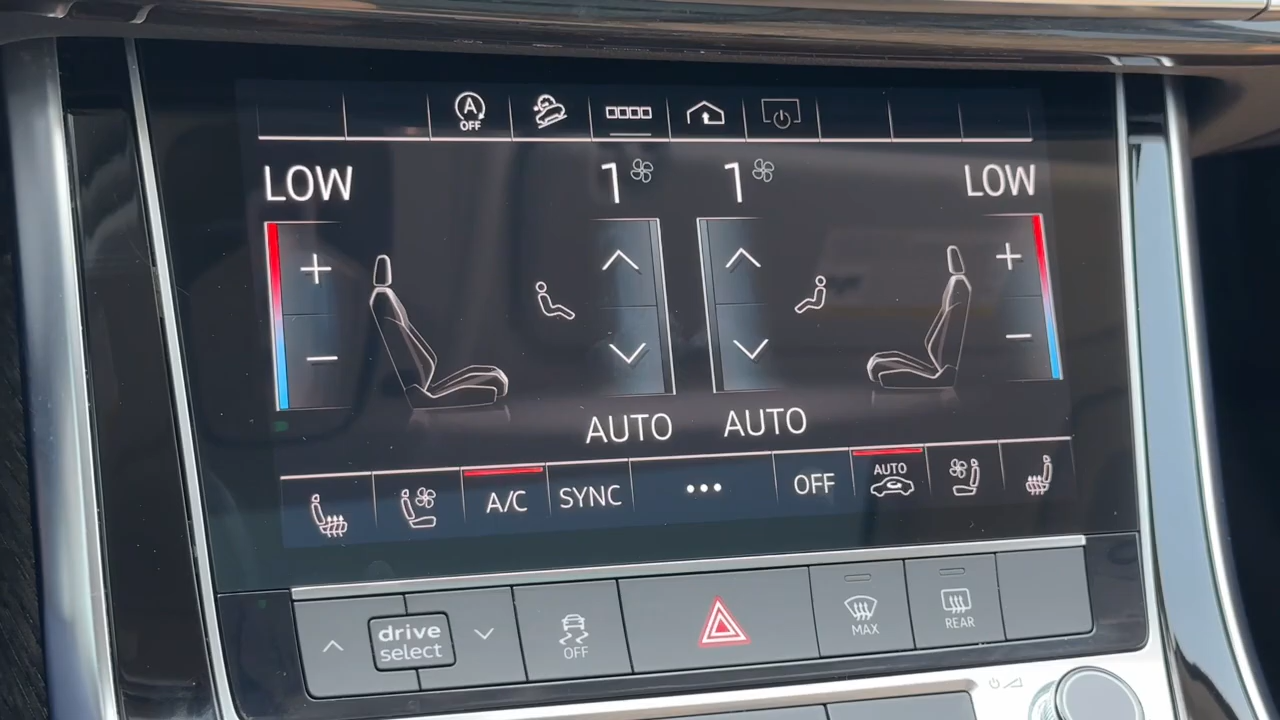 A
OFF
LOW 1 1 LOW
AUTO AUTO
A/C SYNC ••• OFF AUTO
drive
select
OFF
MAX
REAR